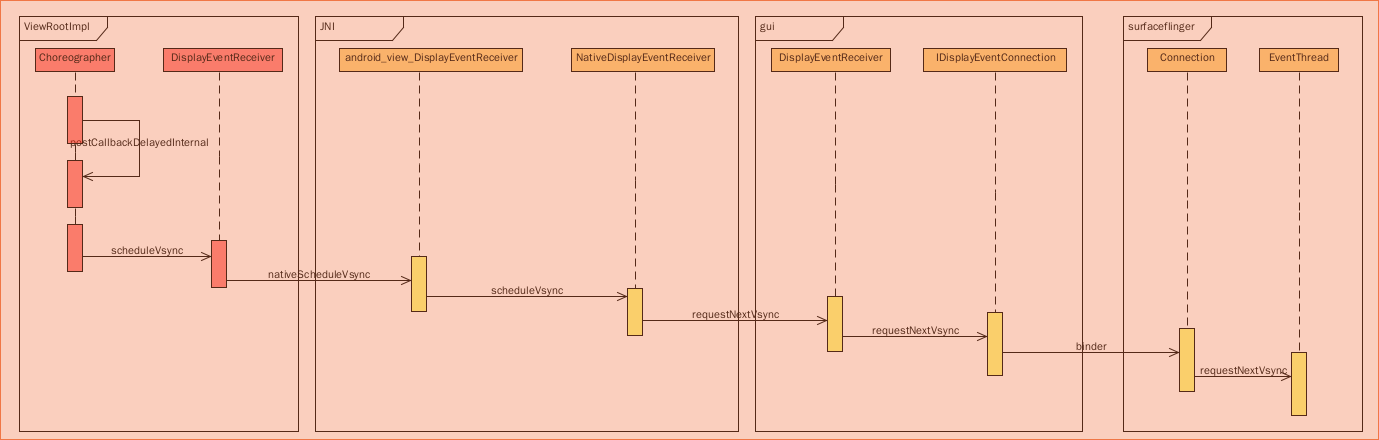 ViewRootImpl
JNI
gui
surfaceflinger
Choreographer
DisplayEventReceiver
android_view_DisplayEventReceiver
NativeDisplayEventReceiver
DisplayEventReceiver
IDisplayEventConnection
Connection
EventThread
postCallbackDelayedInternal
scheduleVsync
nativeScheduleVsync
scheduleVsync
requestNextVsync
requestNextVsync
binder
requestNextVsync